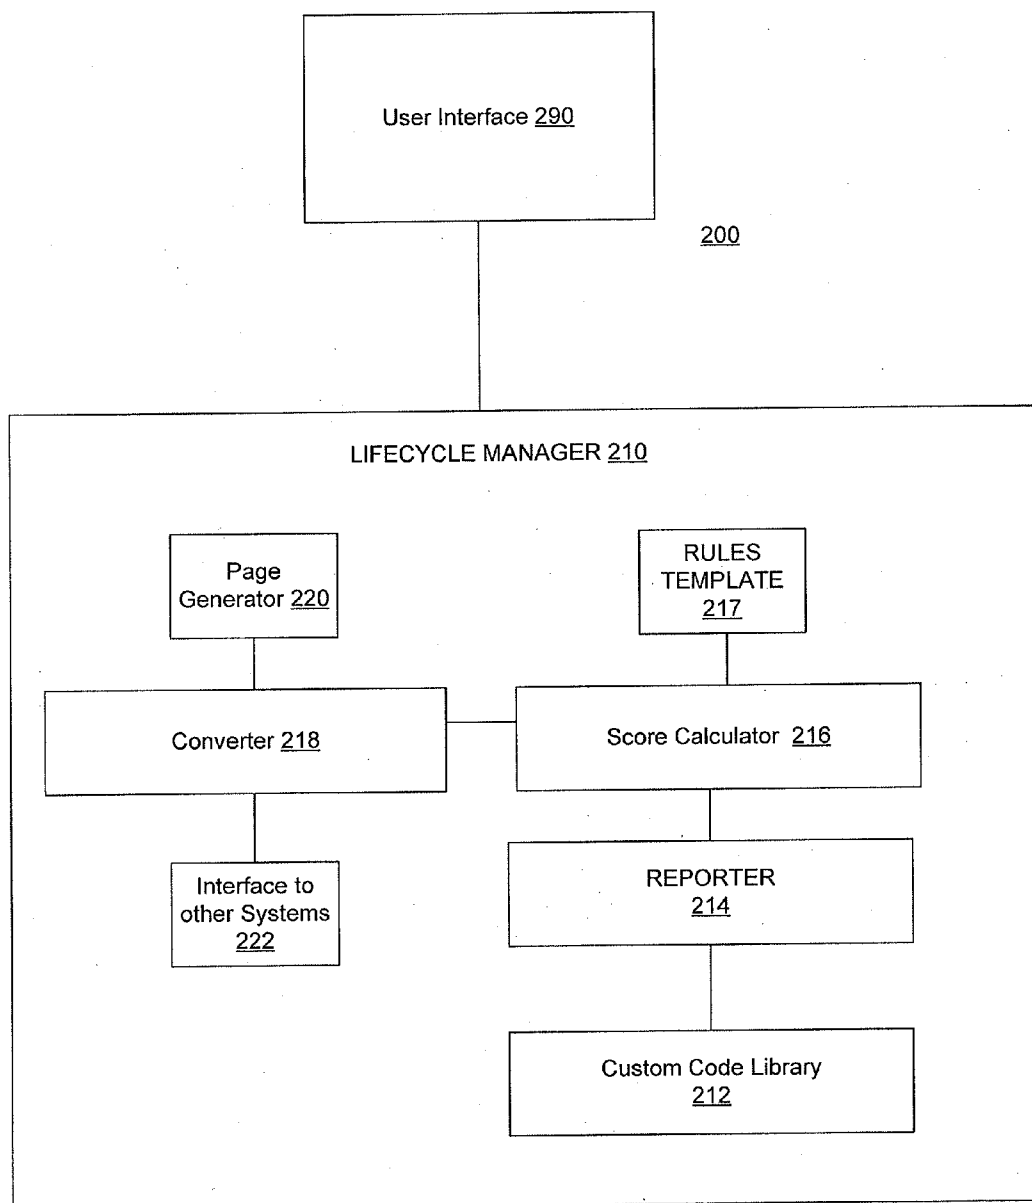 User Interface 290
200
LIFECYCLE MANAGER 210
Page
Generator 220
RULES
TEMPLATE
217
Converter 218
Score Calculator 216
Interface to
other Systems
222
REPORTER
214
Custom Code Library
212